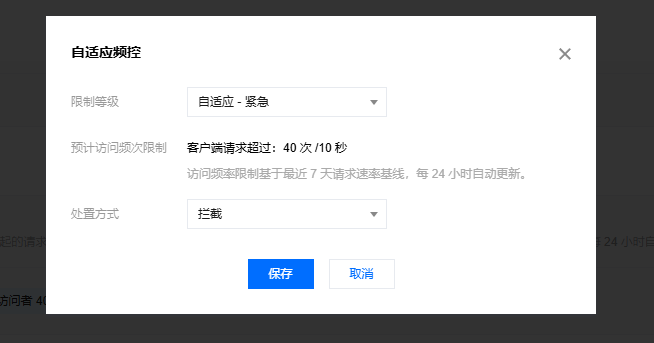 自适应频控
限制等级
自适应 - 紧急
预计访问频次限制
客户端请求超过：40 次 /10 秒
访问频率限制基于最近 7 天请求速率基线，每 24 小时自动更新。
起的请求
24 小时自
处置方式
拦截
保存
取消
访问者 40